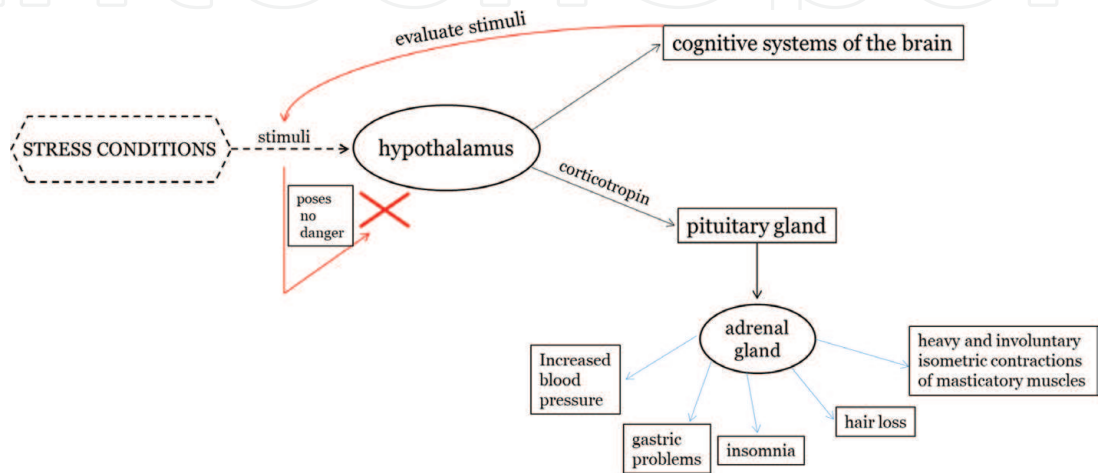 evaluate stimuli
cognitive systems of the brain
STRESS CONDITIONS
stimuli
hypothalamus
corticotropin
poses
no
danger
pituitary gland
adrenal
gland
Increased
blood
pressure
gastric
problems
insomnia
hair loss
heavy and involuntary
isometric contractions
of masticatory muscles